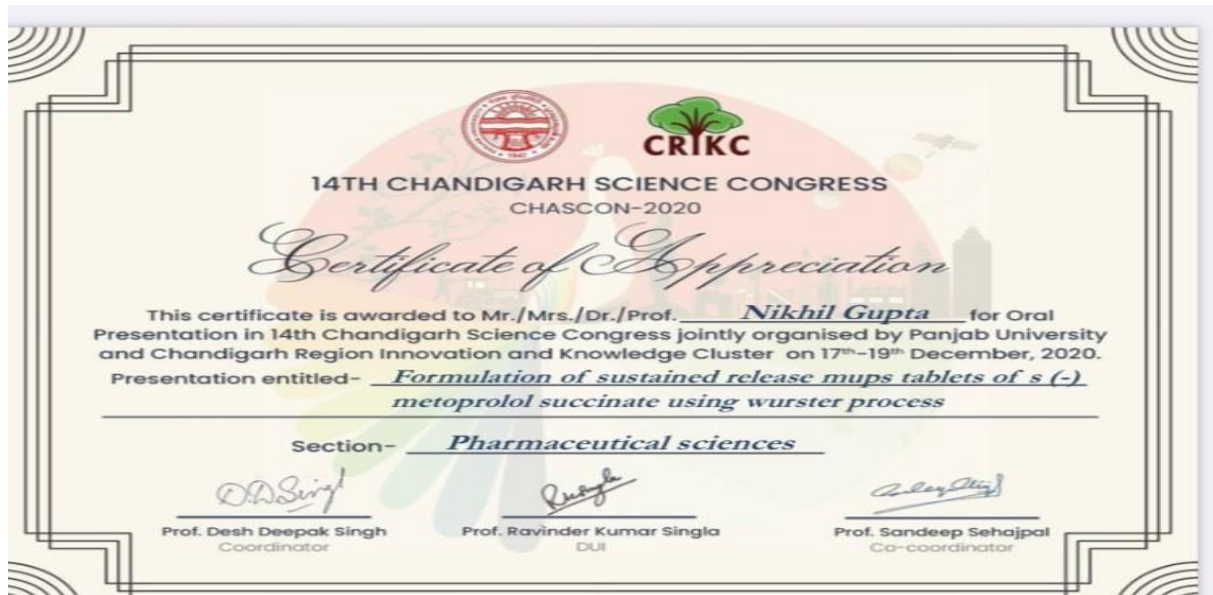 CRIKC
14TH CHANDIGARH SCIENCE CONGRESS
CHASCON-2020
Certificate of Appreciation
This certificate is awarded to Mr./Mrs./Dr./Prof. Nikhil Gupta for Oral
Presentation in 14th Chandigarh Science Congress jointly organised by Panjab University
and Chandigarh Region Innovation and Knowledge Cluster on 17th-19th December, 2020.
Presentation entitled- Formulation of sustained release mups tablets of s (-)
metoprolol succinate using wurster process
Section- Pharmaceutical sciences
D.D.Singh
Prof. Desh Deepak Singh Prof. Ravinder Kumar Singla Prof. Sandeep Sehajpal
Coordinator DUI Co-coordinator